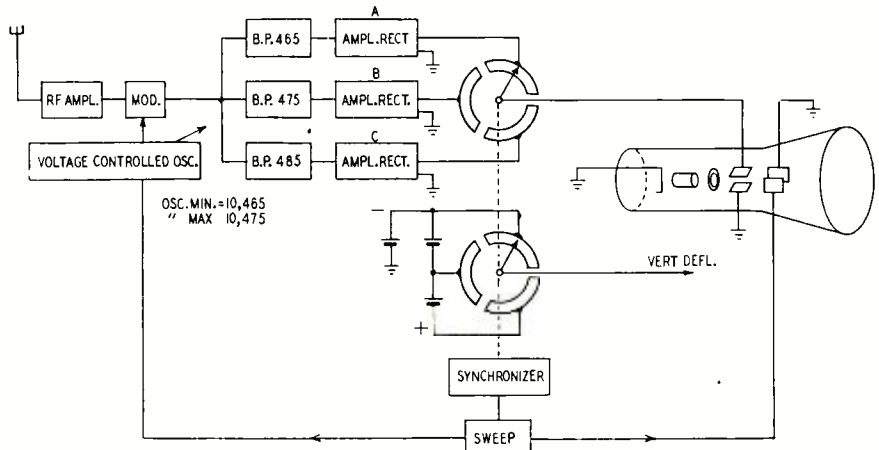 A
B.P. 465
AMPL.RECT
B
RF AMPL.
MOD.
B.P. 475
AMPL.RECT.
C
VOLTAGE CONTROLLED OSC.
B.P. 485
AMPL.RECT.
OSC.MIN.=10,465
" MAX 10,475
−
VERT DEFL.
+
SYNCHRONIZER
SWEEP